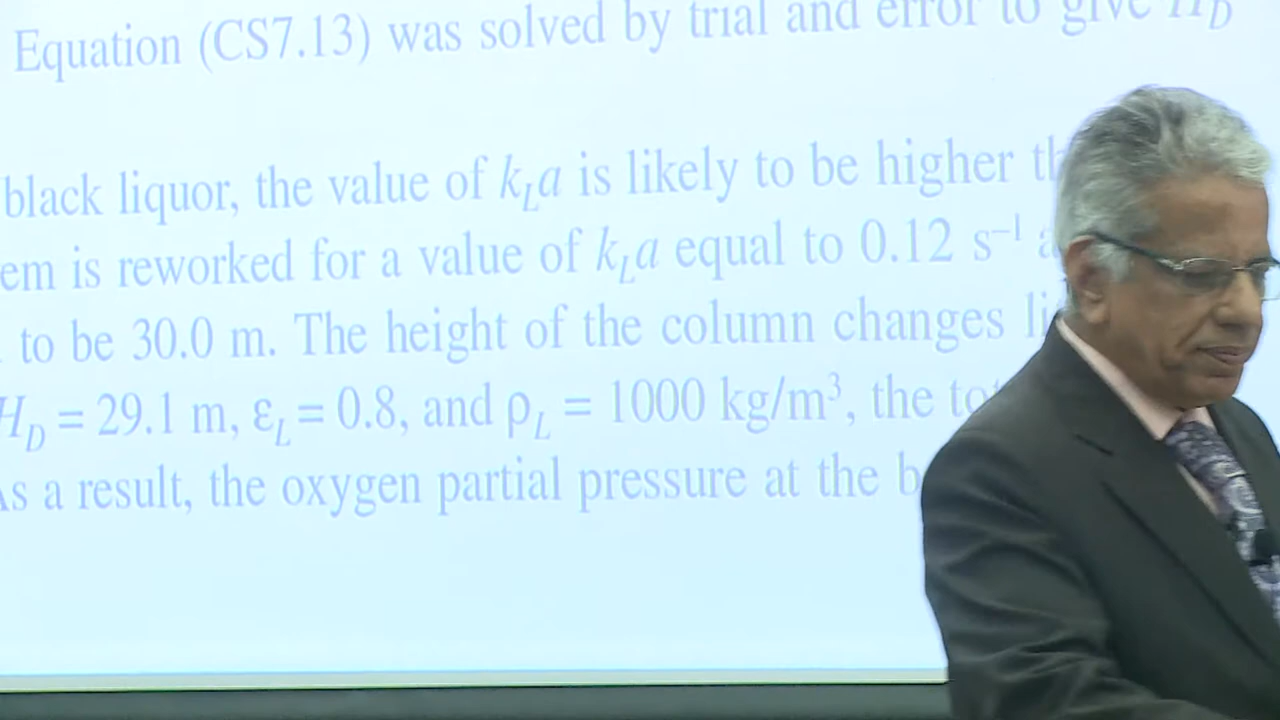 Equation (CS7.13) was solved by trial and error to give H_D
black liquor, the value of k_La is likely to be higher
em is reworked for a value of k_La equal to 0.12 s⁻¹
to be 30.0 m. The height of the column changes
H_D = 29.1 m, ε_L = 0.8, and ρ_L = 1000 kg/m³, the
As a result, the oxygen partial pressure at the